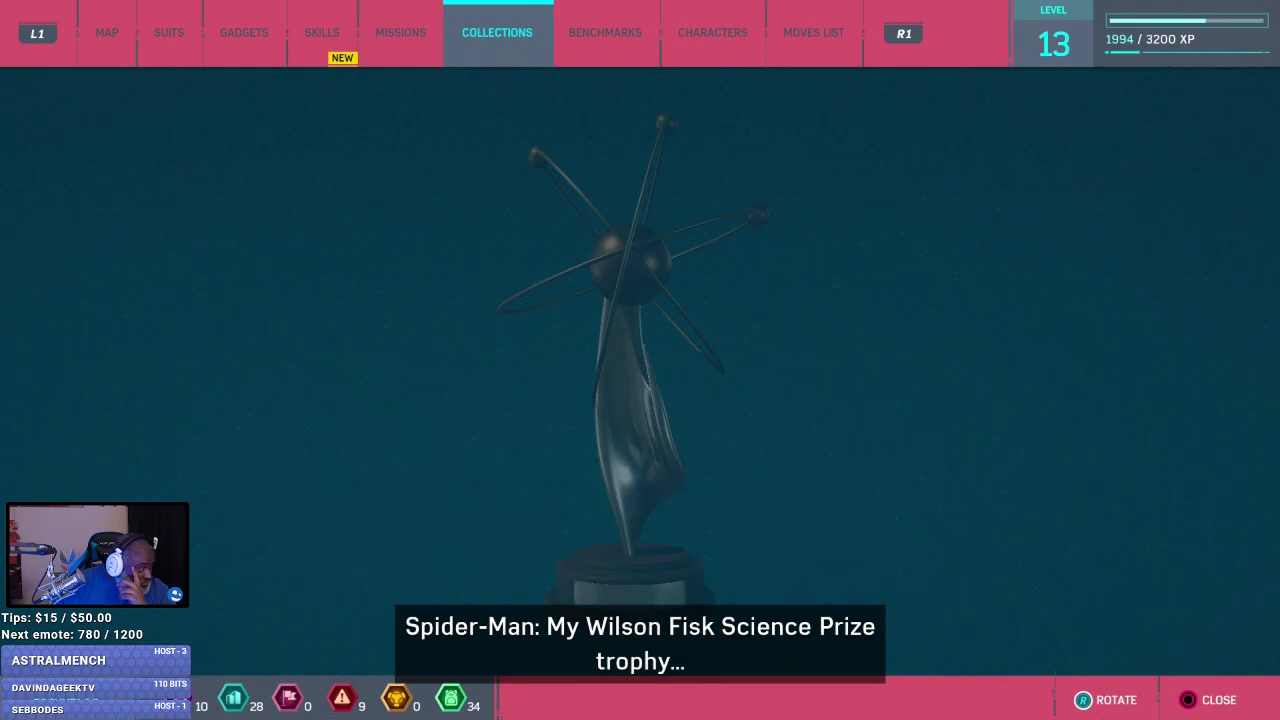 L1
MAP
SUITS
GADGETS
SKILLS
NEW
MISSIONS
COLLECTIONS
BENCHMARKS
CHARACTERS
MOVES LIST
R1
LEVEL
13
1994 / 3200 XP
Spider-Man: My Wilson Fisk Science Prize
trophy...
Tips: $15 / $50.00
Next emote: 780 / 1200
ASTRALMENCH HOST - 3
DAVINDAGEEKTV 110 BITS
SEBBODES HOST - 1
10 28 0 9 0 34
R ROTATE
CLOSE